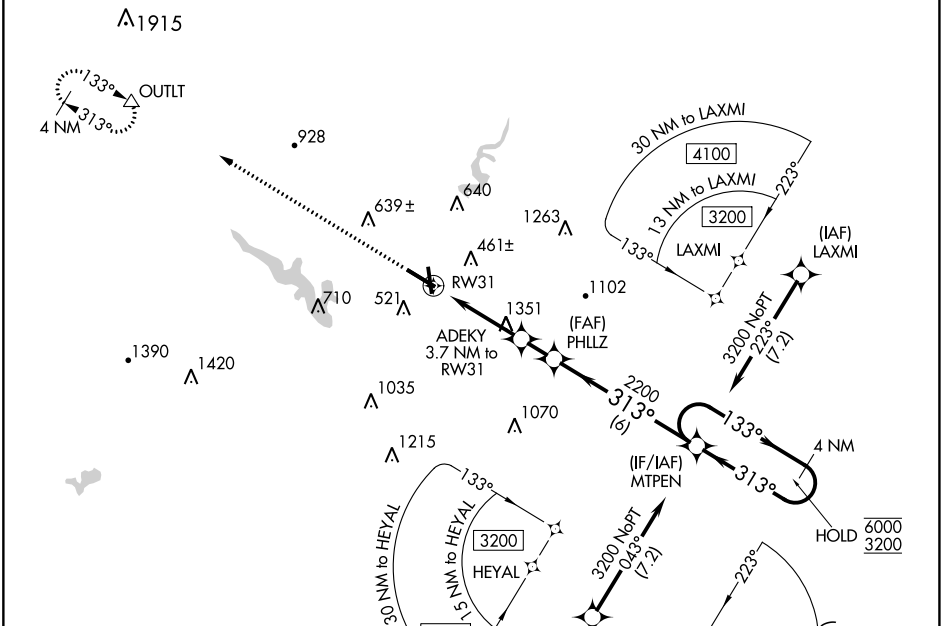 1915
133°
OUTLT
313°
4 NM
928
30 NM to LAXMI
4100
223°
13 NM to LAXMI
3200
133°
LAXMI
(IAF)
LAXMI
639 ±
640
1263
461±
RW31
710
521
1102
1351
(FAF)
PHLLZ
ADEKY
3.7 NM to
RW31
3200 NoPT
223°
(7.2)
1390
1420
1035
2200
313°
(6)
1070
133°
4 NM
1215
(IF/IAF)
MTPEN
313°
HOLD
6000
3200
133°
30 NM to HEYAL
15 NM to HEYAL
3200
HEYAL
3200 NoPT
043°
(7.2)
223°